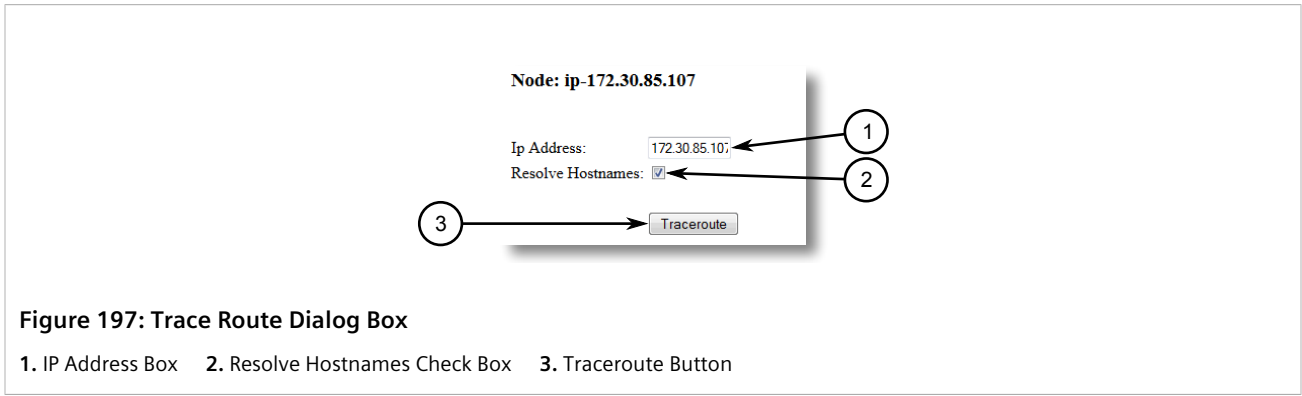 Node: ip-172.30.85.107
Ip Address: 172.30.85.107 1
Resolve Hostnames: 2
3 Traceroute
Figure 197: Trace Route Dialog Box
1. IP Address Box 2. Resolve Hostnames Check Box 3. Traceroute Button